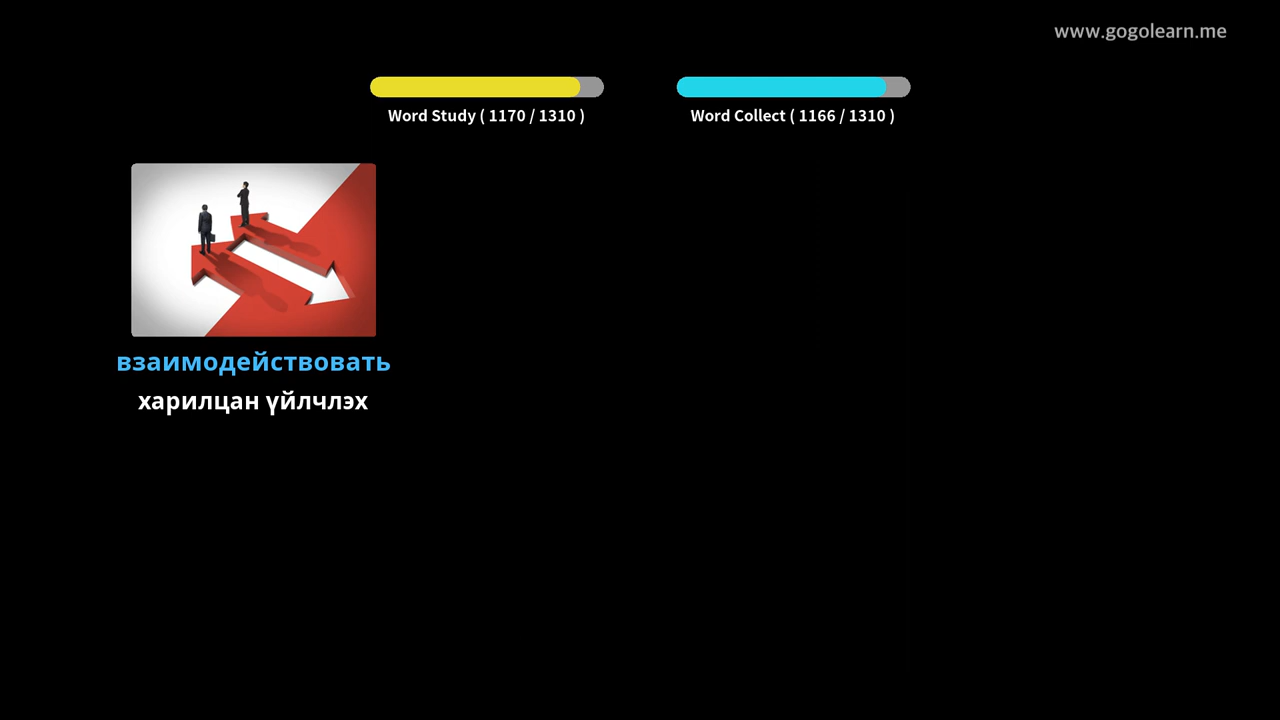 www.gogolearn.me
Word Study ( 1170 / 1310 )
Word Collect ( 1166 / 1310 )
взаимодействовать
харилцан үйлчлэх